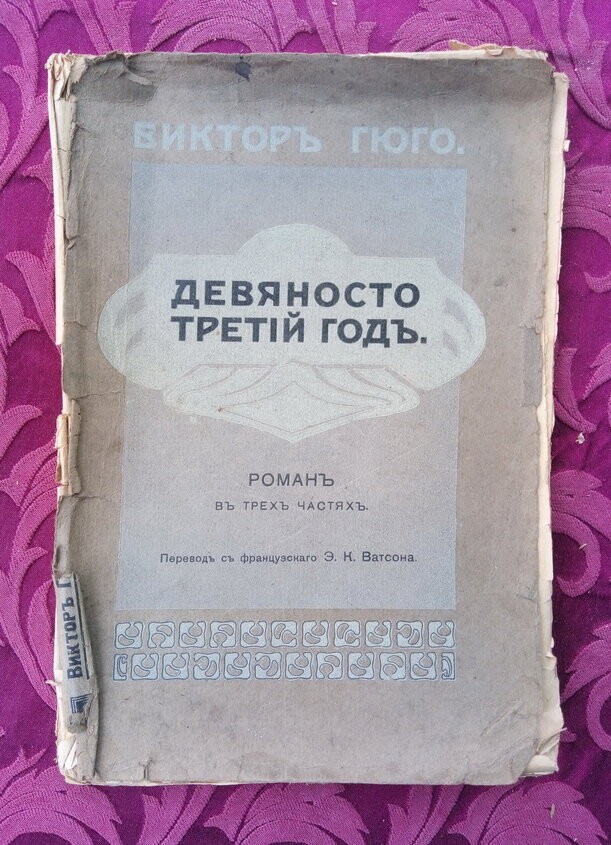 ВИКТОРЪ ГЮГО.
ДЕВЯНОСТО
ТРЕТІЙ ГОДЪ.
РОМАНЪ
ВЪ ТРЕХЪ ЧАСТЯХЪ.
Переводъ съ французскаго Э. К. Ватсона.
ВИКТОРЪ Г